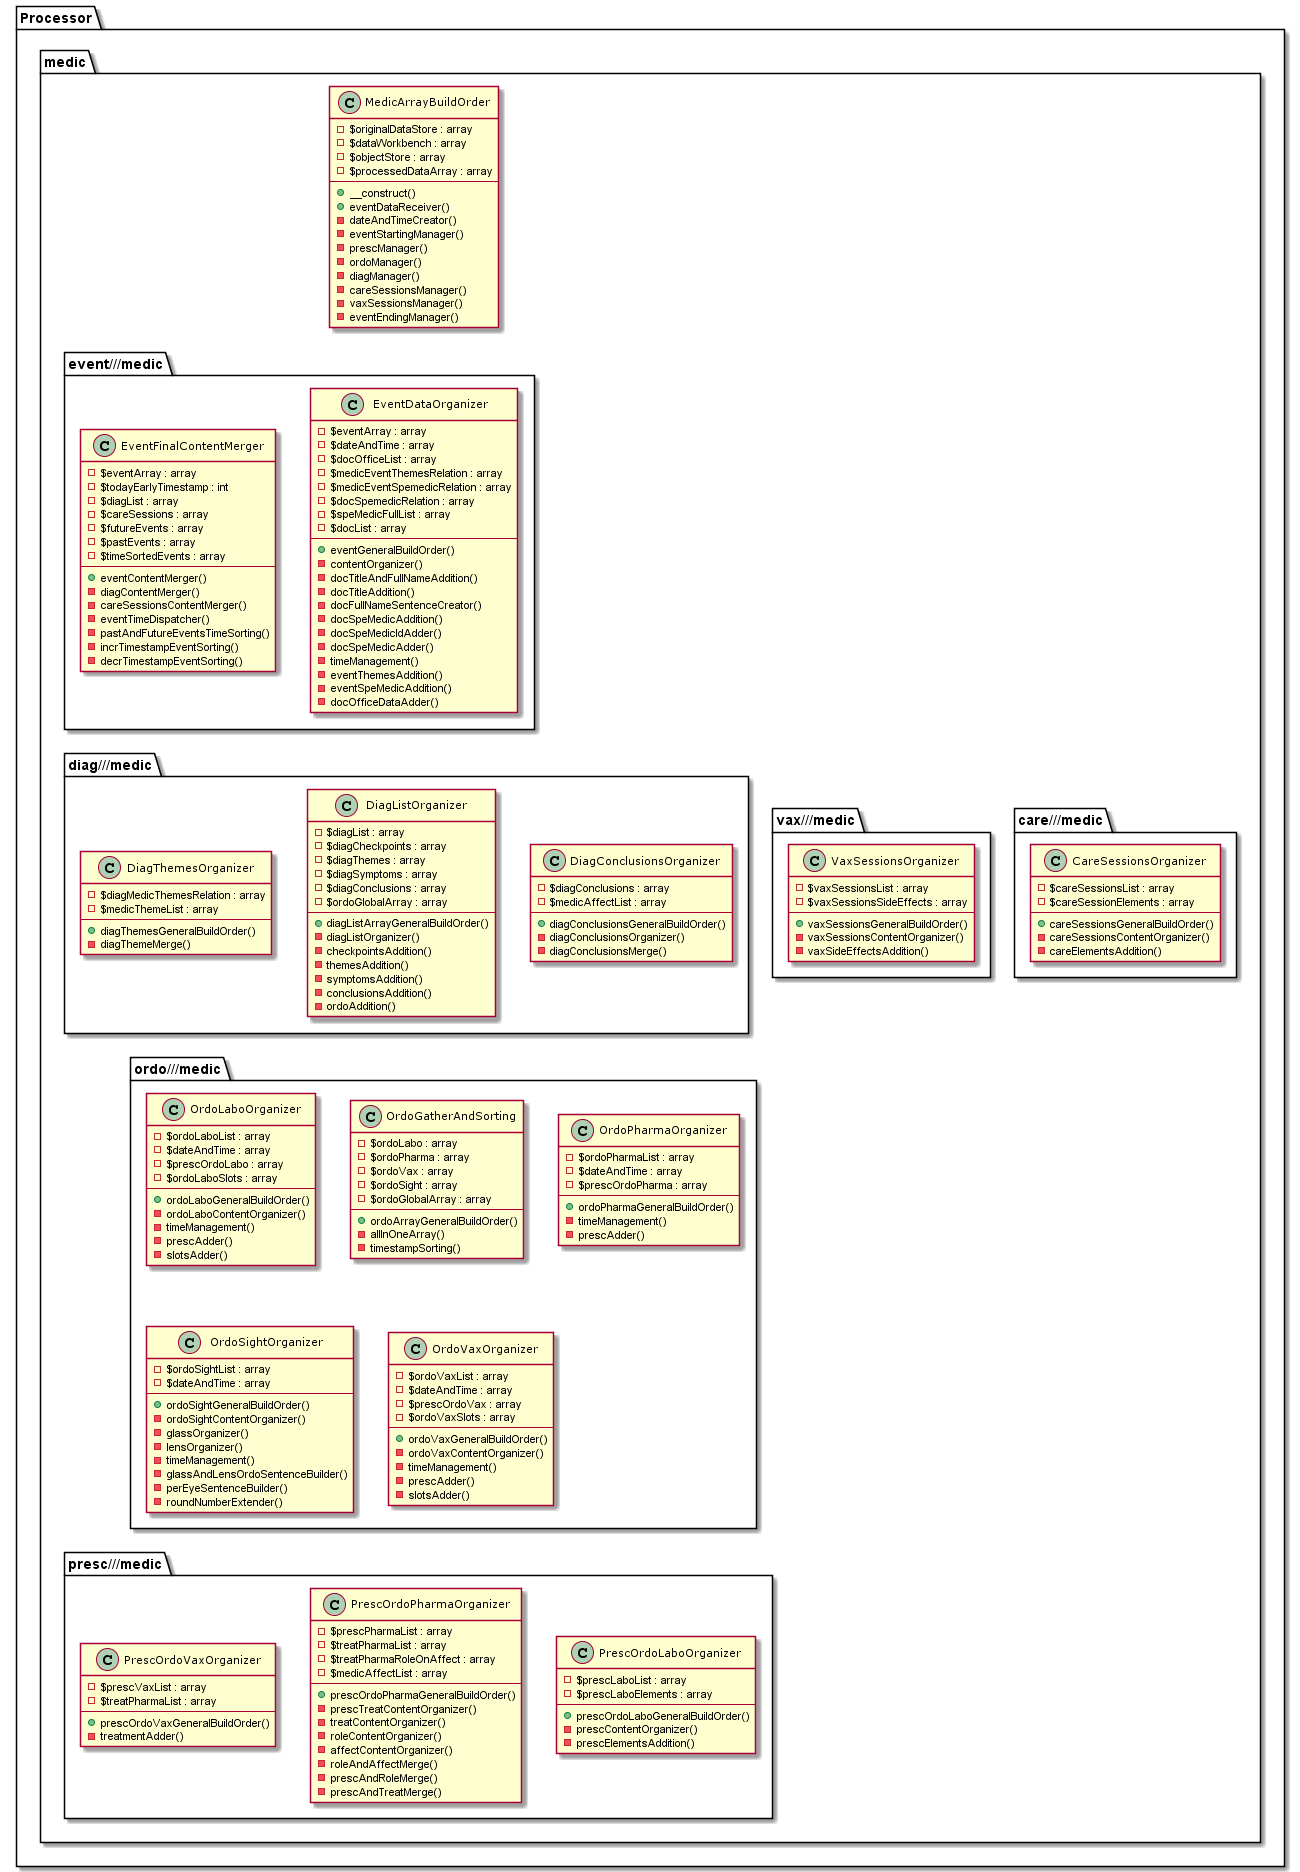 Processor
medic
C MedicArrayBuildOrder
$originalDataStore : array
$dataWorkbench : array
$objectStore : array
$processedDataArray : array
__construct()
eventDataReceiver()
dateAndTimeCreator()
eventStartingManager()
prescManager()
ordoManager()
diagManager()
careSessionsManager()
vaxSessionsManager()
eventEndingManager()
event///medic
C EventFinalContentMerger
$eventArray : array
$todayEarlyTimestamp : int
$diagList : array
$careSessions : array
$futureEvents : array
$pastEvents : array
$timeSortedEvents : array
eventContentMerger()
diagContentMerger()
careSessionsContentMerger()
eventTimeDispatcher()
pastAndFutureEventsTimeSorting()
incrTimestampEventSorting()
decrTimestampEventSorting()
C EventDataOrganizer
$eventArray : array
$dateAndTime : array
$docOfficeList : array
$medicEventThemesRelation : array
$medicEventSpemedicRelation : array
$docSpemedicRelation : array
$speMedicFullList : array
$docList : array
eventGeneralBuildOrder()
contentOrganizer()
docTitleAndFullNameAddition()
docTitleAddition()
docFullNameSentenceCreator()
docSpeMedicAddition()
docSpeMedicIdAdder()
docSpeMedicAdder()
timeManagement()
eventThemesAddition()
eventSpeMedicAddition()
docOfficeDataAdder()
diag///medic
C DiagThemesOrganizer
$diagMedicThemesRelation : array
$medicThemeList : array
diagThemesGeneralBuildOrder()
diagThemeMerge()
C DiagListOrganizer
$diagList : array
$diagCheckpoints : array
$diagThemes : array
$diagSymptoms : array
$diagConclusions : array
$ordoGlobalArray : array
diagListArrayGeneralBuildOrder()
diagListOrganizer()
checkpointsAddition()
themesAddition()
symptomsAddition()
conclusionsAddition()
ordoAddition()
C DiagConclusionsOrganizer
$diagConclusions : array
$medicAffectList : array
diagConclusionsGeneralBuildOrder()
diagConclusionsOrganizer()
diagConclusionsMerge()
vax///medic
C VaxSessionsOrganizer
$vaxSessionsList : array
$vaxSessionsSideEffects : array
vaxSessionsGeneralBuildOrder()
vaxSessionsContentOrganizer()
vaxSideEffectsAddition()
care///medic
C CareSessionsOrganizer
$careSessionsList : array
$careSessionElements : array
careSessionsGeneralBuildOrder()
careSessionsContentOrganizer()
careElementsAddition()
ordo///medic
C OrdoLaboOrganizer
$ordoLaboList : array
$dateAndTime : array
$prescOrdoLabo : array
$ordoLaboSlots : array
ordoLaboGeneralBuildOrder()
ordoLaboContentOrganizer()
timeManagement()
prescAdder()
slotsAdder()
C OrdoGatherAndSorting
$ordoLabo : array
$ordoPharma : array
$ordoVax : array
$ordoSight : array
$ordoGlobalArray : array
ordoArrayGeneralBuildOrder()
allInOneArray()
timestampSorting()
C OrdoPharmaOrganizer
$ordoPharmaList : array
$dateAndTime : array
$prescOrdoPharma : array
ordoPharmaGeneralBuildOrder()
timeManagement()
prescAdder()
C OrdoSightOrganizer
$ordoSightList : array
$dateAndTime : array
ordoSightGeneralBuildOrder()
ordoSightContentOrganizer()
glassOrganizer()
lensOrganizer()
timeManagement()
glassAndLensOrdoSentenceBuilder()
perEyeSentenceBuilder()
roundNumberExtender()
C OrdoVaxOrganizer
$ordoVaxList : array
$dateAndTime : array
$prescOrdoVax : array
$ordoVaxSlots : array
ordoVaxGeneralBuildOrder()
ordoVaxContentOrganizer()
timeManagement()
prescAdder()
slotsAdder()
presc///medic
C PrescOrdoVaxOrganizer
$prescVaxList : array
$treatPharmaList : array
prescOrdoVaxGeneralBuildOrder()
treatmentAdder()
C PrescOrdoPharmaOrganizer
$prescPharmaList : array
$treatPharmaList : array
$treatPharmaRoleOnAffect : array
$medicAffectList : array
prescOrdoPharmaGeneralBuildOrder()
prescTreatContentOrganizer()
treatContentOrganizer()
roleContentOrganizer()
affectContentOrganizer()
roleAndAffectMerge()
prescAndRoleMerge()
prescAndTreatMerge()
C PrescOrdoLaboOrganizer
$prescLaboList : array
$prescLaboElements : array
prescOrdoLaboGeneralBuildOrder()
prescContentOrganizer()
prescElementsAddition()